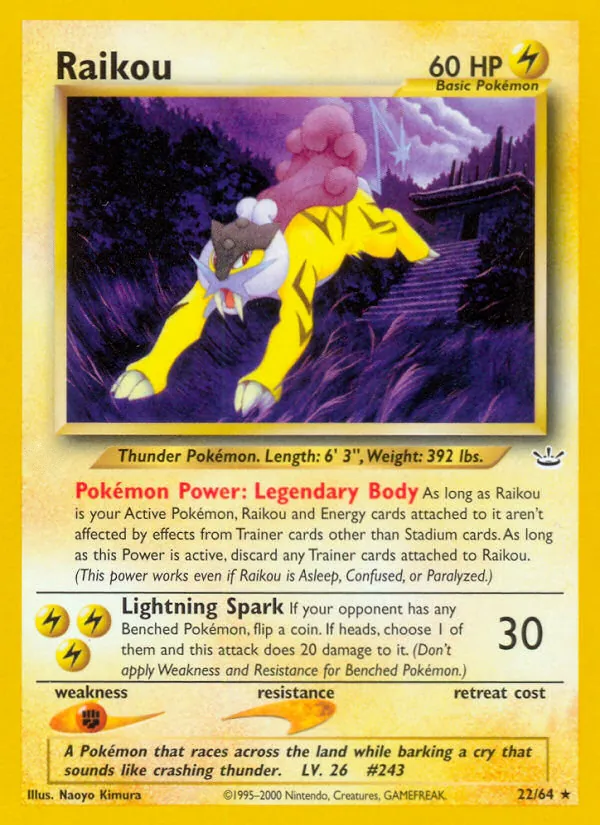 Raikou
60 HP
Basic Pokémon
Thunder Pokémon. Length: 6' 3", Weight: 392 lbs.
Pokémon Power: Legendary Body As long as Raikou
is your Active Pokémon, Raikou and Energy cards attached to it aren't
affected by effects from Trainer cards other than Stadium cards. As long
as this Power is active, discard any Trainer cards attached to Raikou.
(This power works even if Raikou is Asleep, Confused, or Paralyzed.)
Lightning Spark If your opponent has any
Benched Pokémon, flip a coin. If heads, choose 1 of
them and this attack does 20 damage to it. (Don't
apply Weakness and Resistance for Benched Pokémon.)
30
weakness resistance retreat cost
A Pokémon that races across the land while barking a cry that
sounds like crashing thunder. LV. 26 #243
Illus. Naoyo Kimura ©1995-2000 Nintendo, Creatures, GAMEFREAK. 22/64 ★